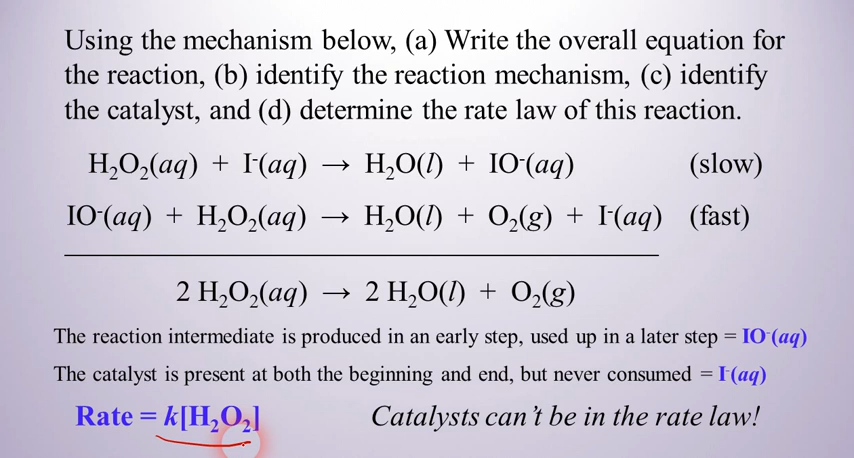 Using the mechanism below, (a) Write the overall equation for
the reaction, (b) identify the reaction mechanism, (c) identify
the catalyst, and (d) determine the rate law of this reaction.
H₂O₂(aq) + I⁻(aq) → H₂O(l) + IO⁻(aq) (slow)
IO⁻(aq) + H₂O₂(aq) → H₂O(l) + O₂(g) + I⁻(aq) (fast)
2 H₂O₂(aq) → 2 H₂O(l) + O₂(g)
The reaction intermediate is produced in an early step, used up in a later step = IO⁻(aq)
The catalyst is present at both the beginning and end, but never consumed = I⁻(aq)
Rate = k[H₂O₂] Catalysts can't be in the rate law!